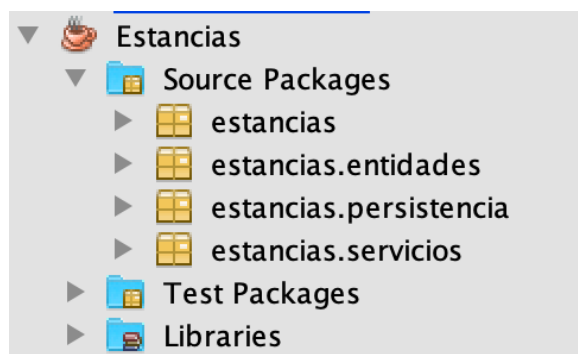 Estancias
Source Packages
estancias
estancias.entidades
estancias.persistencia
estancias.servicios
Test Packages
Libraries